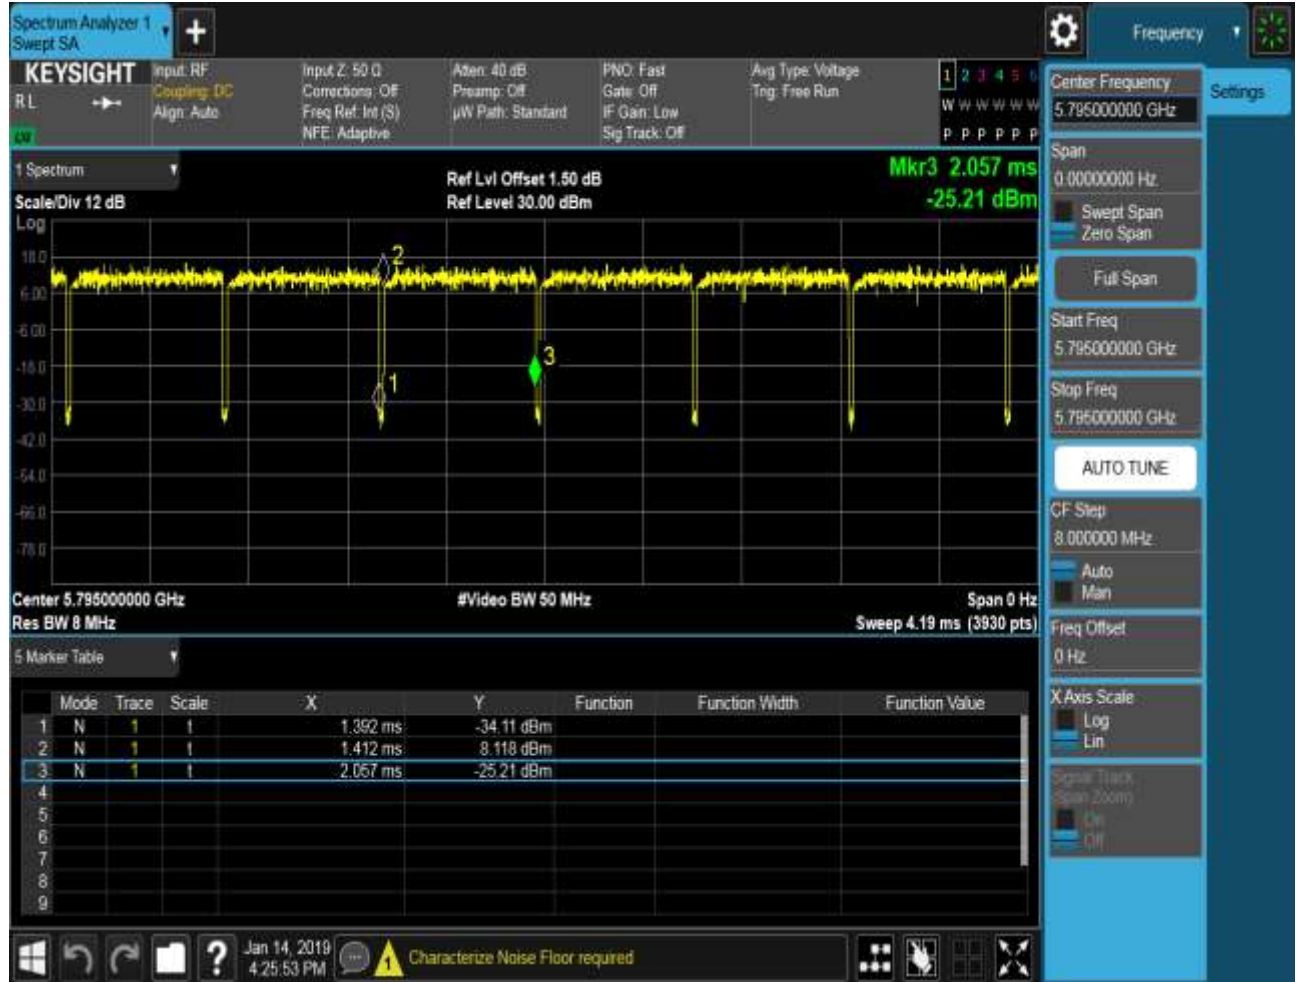 Spectrum Analyzer 1
Swept SA
Frequency
KEYSIGHT
RL
Input: RF
Coupling: DC
Align: Auto
Input Z: 50 Ω
Corrections: Off
Freq Ref: Int (S)
NFE: Adaptive
Atten: 40 dB
Preamp: Off
µW Path: Standard
PNO: Fast
Gate: Off
IF Gain: Low
Sig Track: Off
Avg Type: Voltage
Trig: Free Run
1 2 3 4 5 6
W W W W W W
P P P P P P
1 Spectrum
Scale/Div 12 dB
Log
Ref Lvl Offset 1.50 dB
Ref Level 30.00 dBm
Mkr3 2.057 ms
-25.21 dBm
18.0
6.00
-6.00
-18.0
-30.0
-42.0
-54.0
-66.0
-78.0
2
1
3
Center 5.795000000 GHz
#Video BW 50 MHz
Span 0 Hz
Res BW 8 MHz
Sweep 4.19 ms (3930 pts)
5 Marker Table
Mode Trace Scale X Y Function Function Width Function Value
1 N 1 t 1.392 ms -34.11 dBm
2 N 1 t 1.412 ms 8.118 dBm
3 N 1 t 2.057 ms -25.21 dBm
4
5
6
7
8
9
Center Frequency
5.795000000 GHz
Settings
Span
0.00000000 Hz
Swept Span
Zero Span
Full Span
Start Freq
5.795000000 GHz
Stop Freq
5.795000000 GHz
AUTO TUNE
CF Step
8.000000 MHz
Auto
Man
Freq Offset
0 Hz
X Axis Scale
Log
Lin
Signal Track
(Span Zoom)
On
Off
?
Jan 14, 2019
4:25:53 PM
1
Characterize Noise Floor required